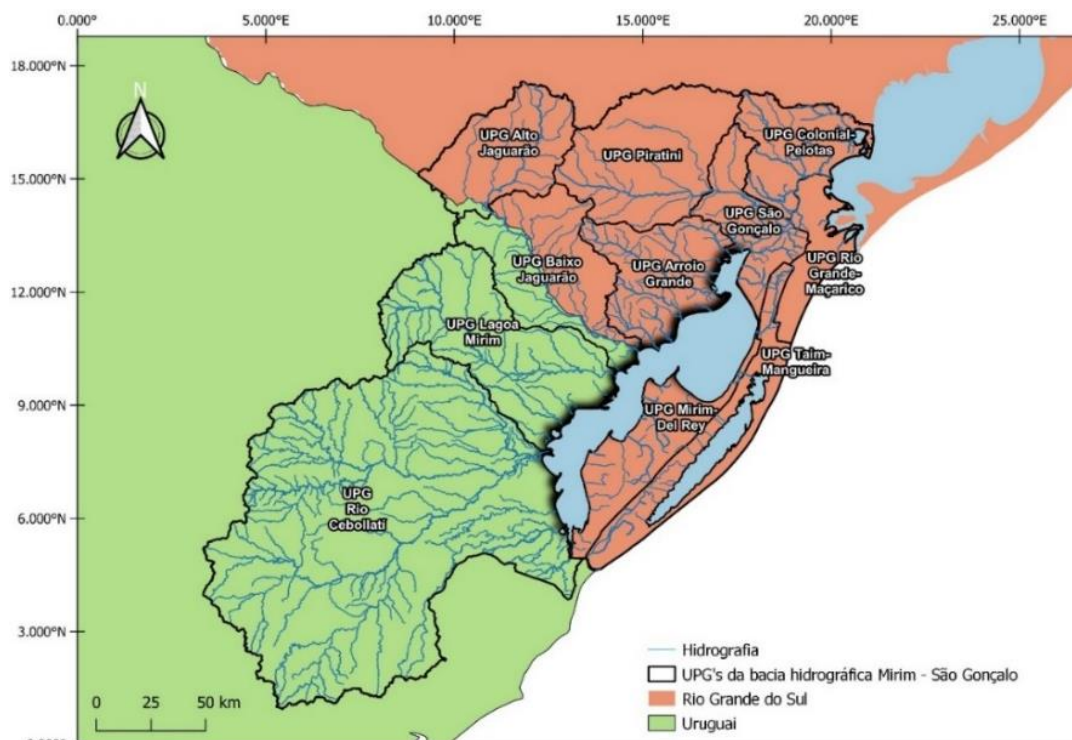 0.000° 5.000° 10.000° 15.000° 20.000° 25.000°
18.000°N
15.000°N
12.000°N
9.000°N
6.000°N
3.000°N
N
UPG Alto
Jaguarão
UPG Piratini
UPG Colonial-
Pelotas
UPG São
Gonçalo
UPG Rio
Grande-
Maçarico
UPG Baixo
Jaguarão
UPG Arroio
Grande
UPG Lagoa
Mirim
UPG Taim-
Mangueira
UPG Mirim-
Del Rey
UPG
Rio
Cebollatí
0 25 50 km
Hidrografia
UPG's da bacia hidrográfica Mirim - São Gonçalo
Rio Grande do Sul
Uruguai